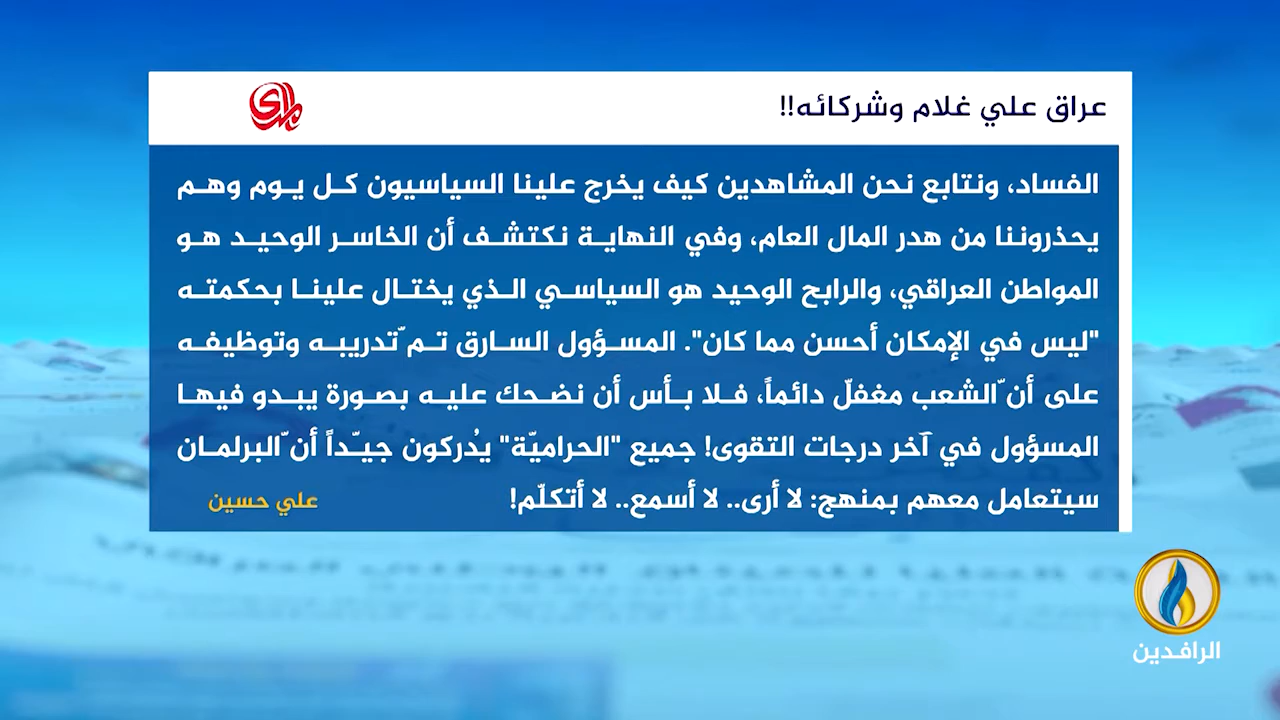 عراق علي غلام وشركائه!!
المدى
الفساد، ونتابع نحن المشاهدين كيف يخرج علينا السياسيون كل يوم وهم
يحذروننا من هدر المال العام، وفي النهاية نكتشف أن الخاسر الوحيد هو
المواطن العراقي، والرابح الوحيد هو السياسي الذي يختال علينا بحكمته
"ليس في الإمكان أحسن مما كان". المسؤول السارق تم ّتدريبه وتوظيفه
على أن ّالشعب مغفلّ دائماً، فلا بأس أن نضحك عليه بصورة يبدو فيها
المسؤول في آخر درجات التقوى! جميع "الحراميّة" يُدركون جيّداً أن ّالبرلمان
سيتعامل معهم بمنهج: لا أرى.. لا أسمع.. لا أتكلّم!
علي حسين
الرافدين